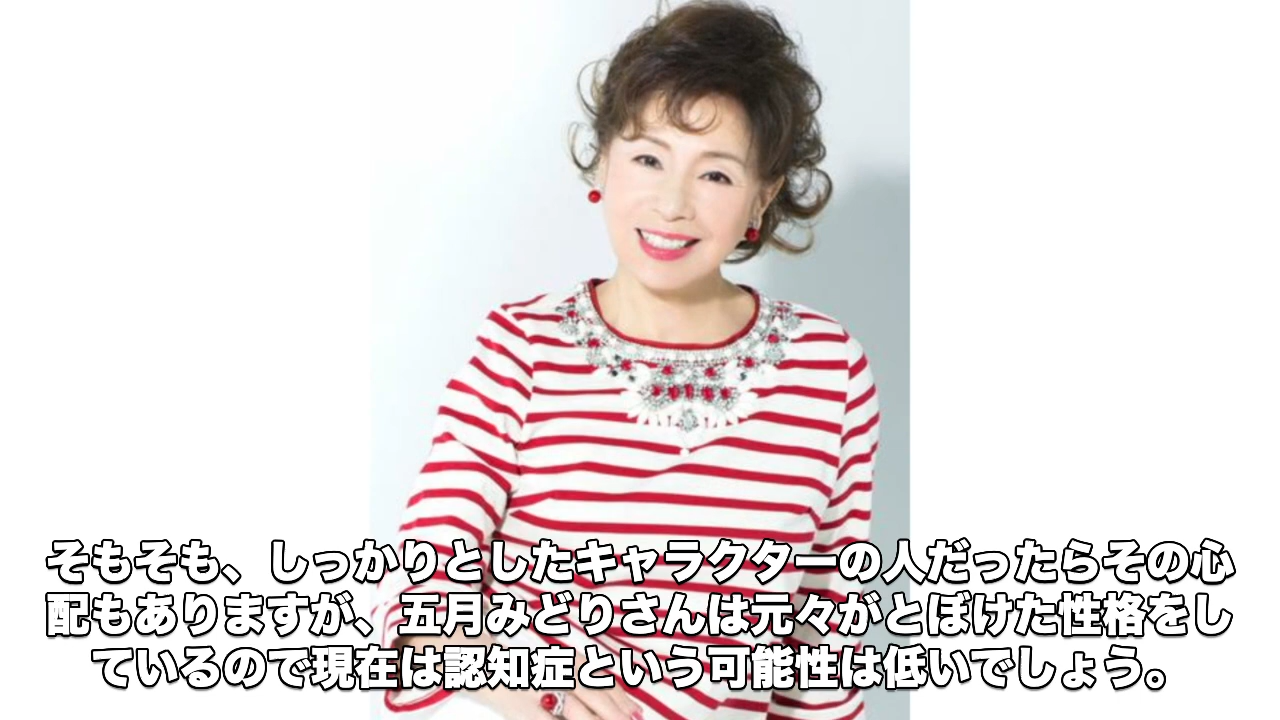 そもそも、しっかりとしたキャラクターの人だったらその心
配もありますが、五月みどりさんは元々がとぼけた性格をし
ているので現在は認知症という可能性は低いでしょう。